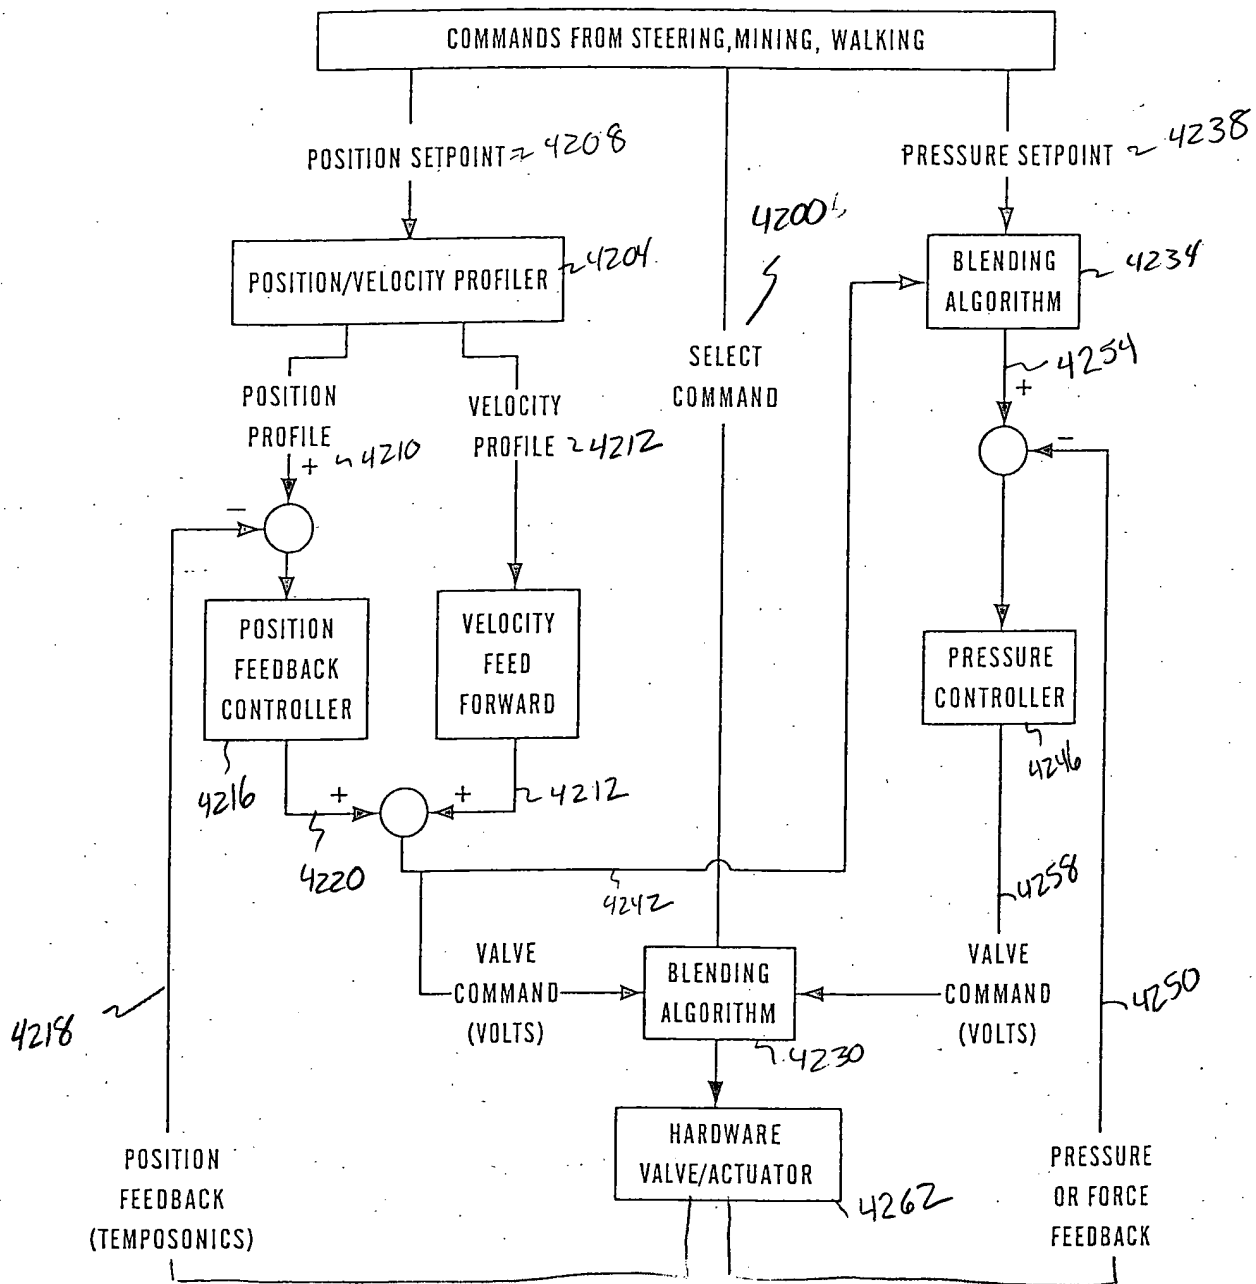 COMMANDS FROM STEERING, MINING, WALKING
POSITION SETPOINT 4208
PRESSURE SETPOINT 4238
4200
POSITION/VELOCITY PROFILER 4204
BLENDING
ALGORITHM
4234
SELECT
COMMAND
4254
+
POSITION
PROFILE
4210
+
VELOCITY
PROFILE 4212
−
−
POSITION
FEEDBACK
CONTROLLER
VELOCITY
FEED
FORWARD
PRESSURE
CONTROLLER
4216
4246
+
+
4212
4220
4242
4258
VALVE
COMMAND
(VOLTS)
BLENDING
ALGORITHM
VALVE
COMMAND
(VOLTS)
4250
4218
4230
HARDWARE
VALVE/ACTUATOR
4262
POSITION
FEEDBACK
(TEMPOSONICS)
PRESSURE
OR FORCE
FEEDBACK